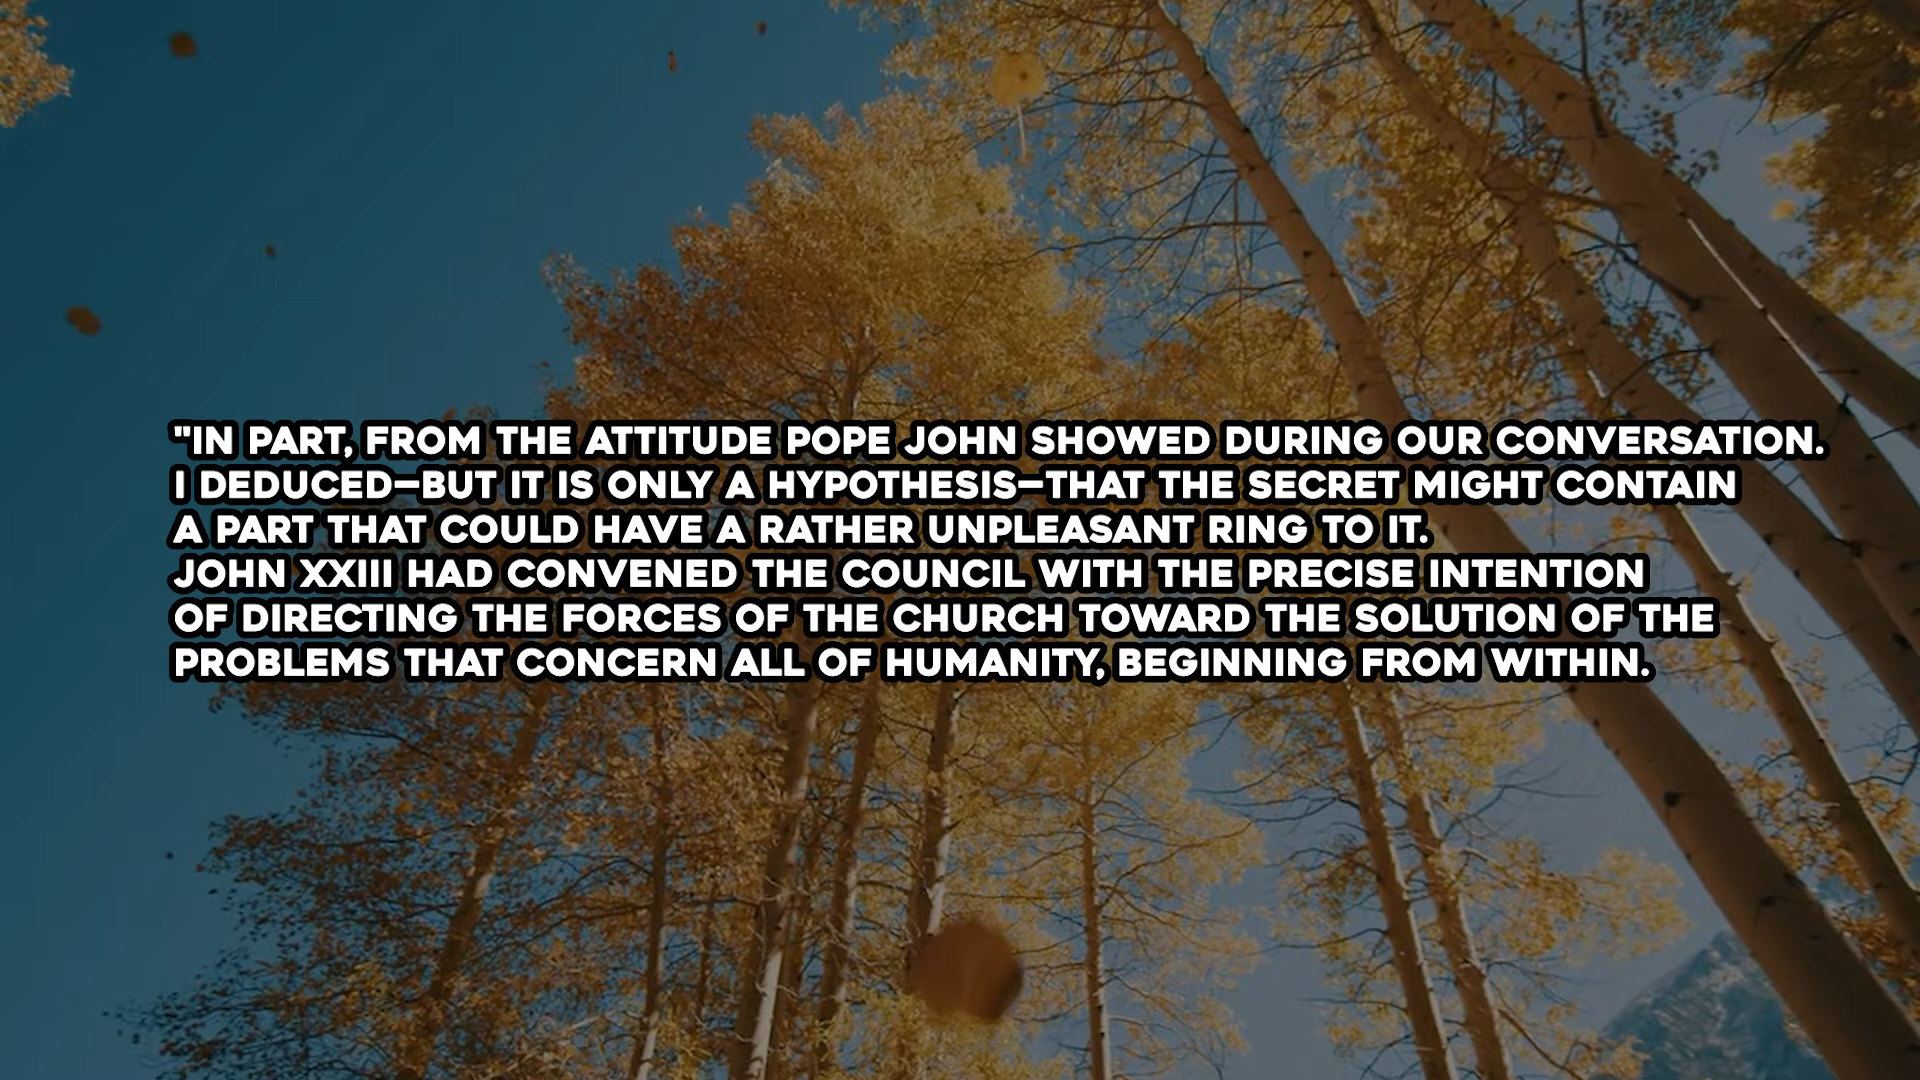 "IN PART, FROM THE ATTITUDE POPE JOHN SHOWED DURING OUR CONVERSATION.
I DEDUCED—BUT IT IS ONLY A HYPOTHESIS—THAT THE SECRET MIGHT CONTAIN
A PART THAT COULD HAVE A RATHER UNPLEASANT RING TO IT.
JOHN XXIII HAD CONVENED THE COUNCIL WITH THE PRECISE INTENTION
OF DIRECTING THE FORCES OF THE CHURCH TOWARD THE SOLUTION OF THE
PROBLEMS THAT CONCERN ALL OF HUMANITY, BEGINNING FROM WITHIN.